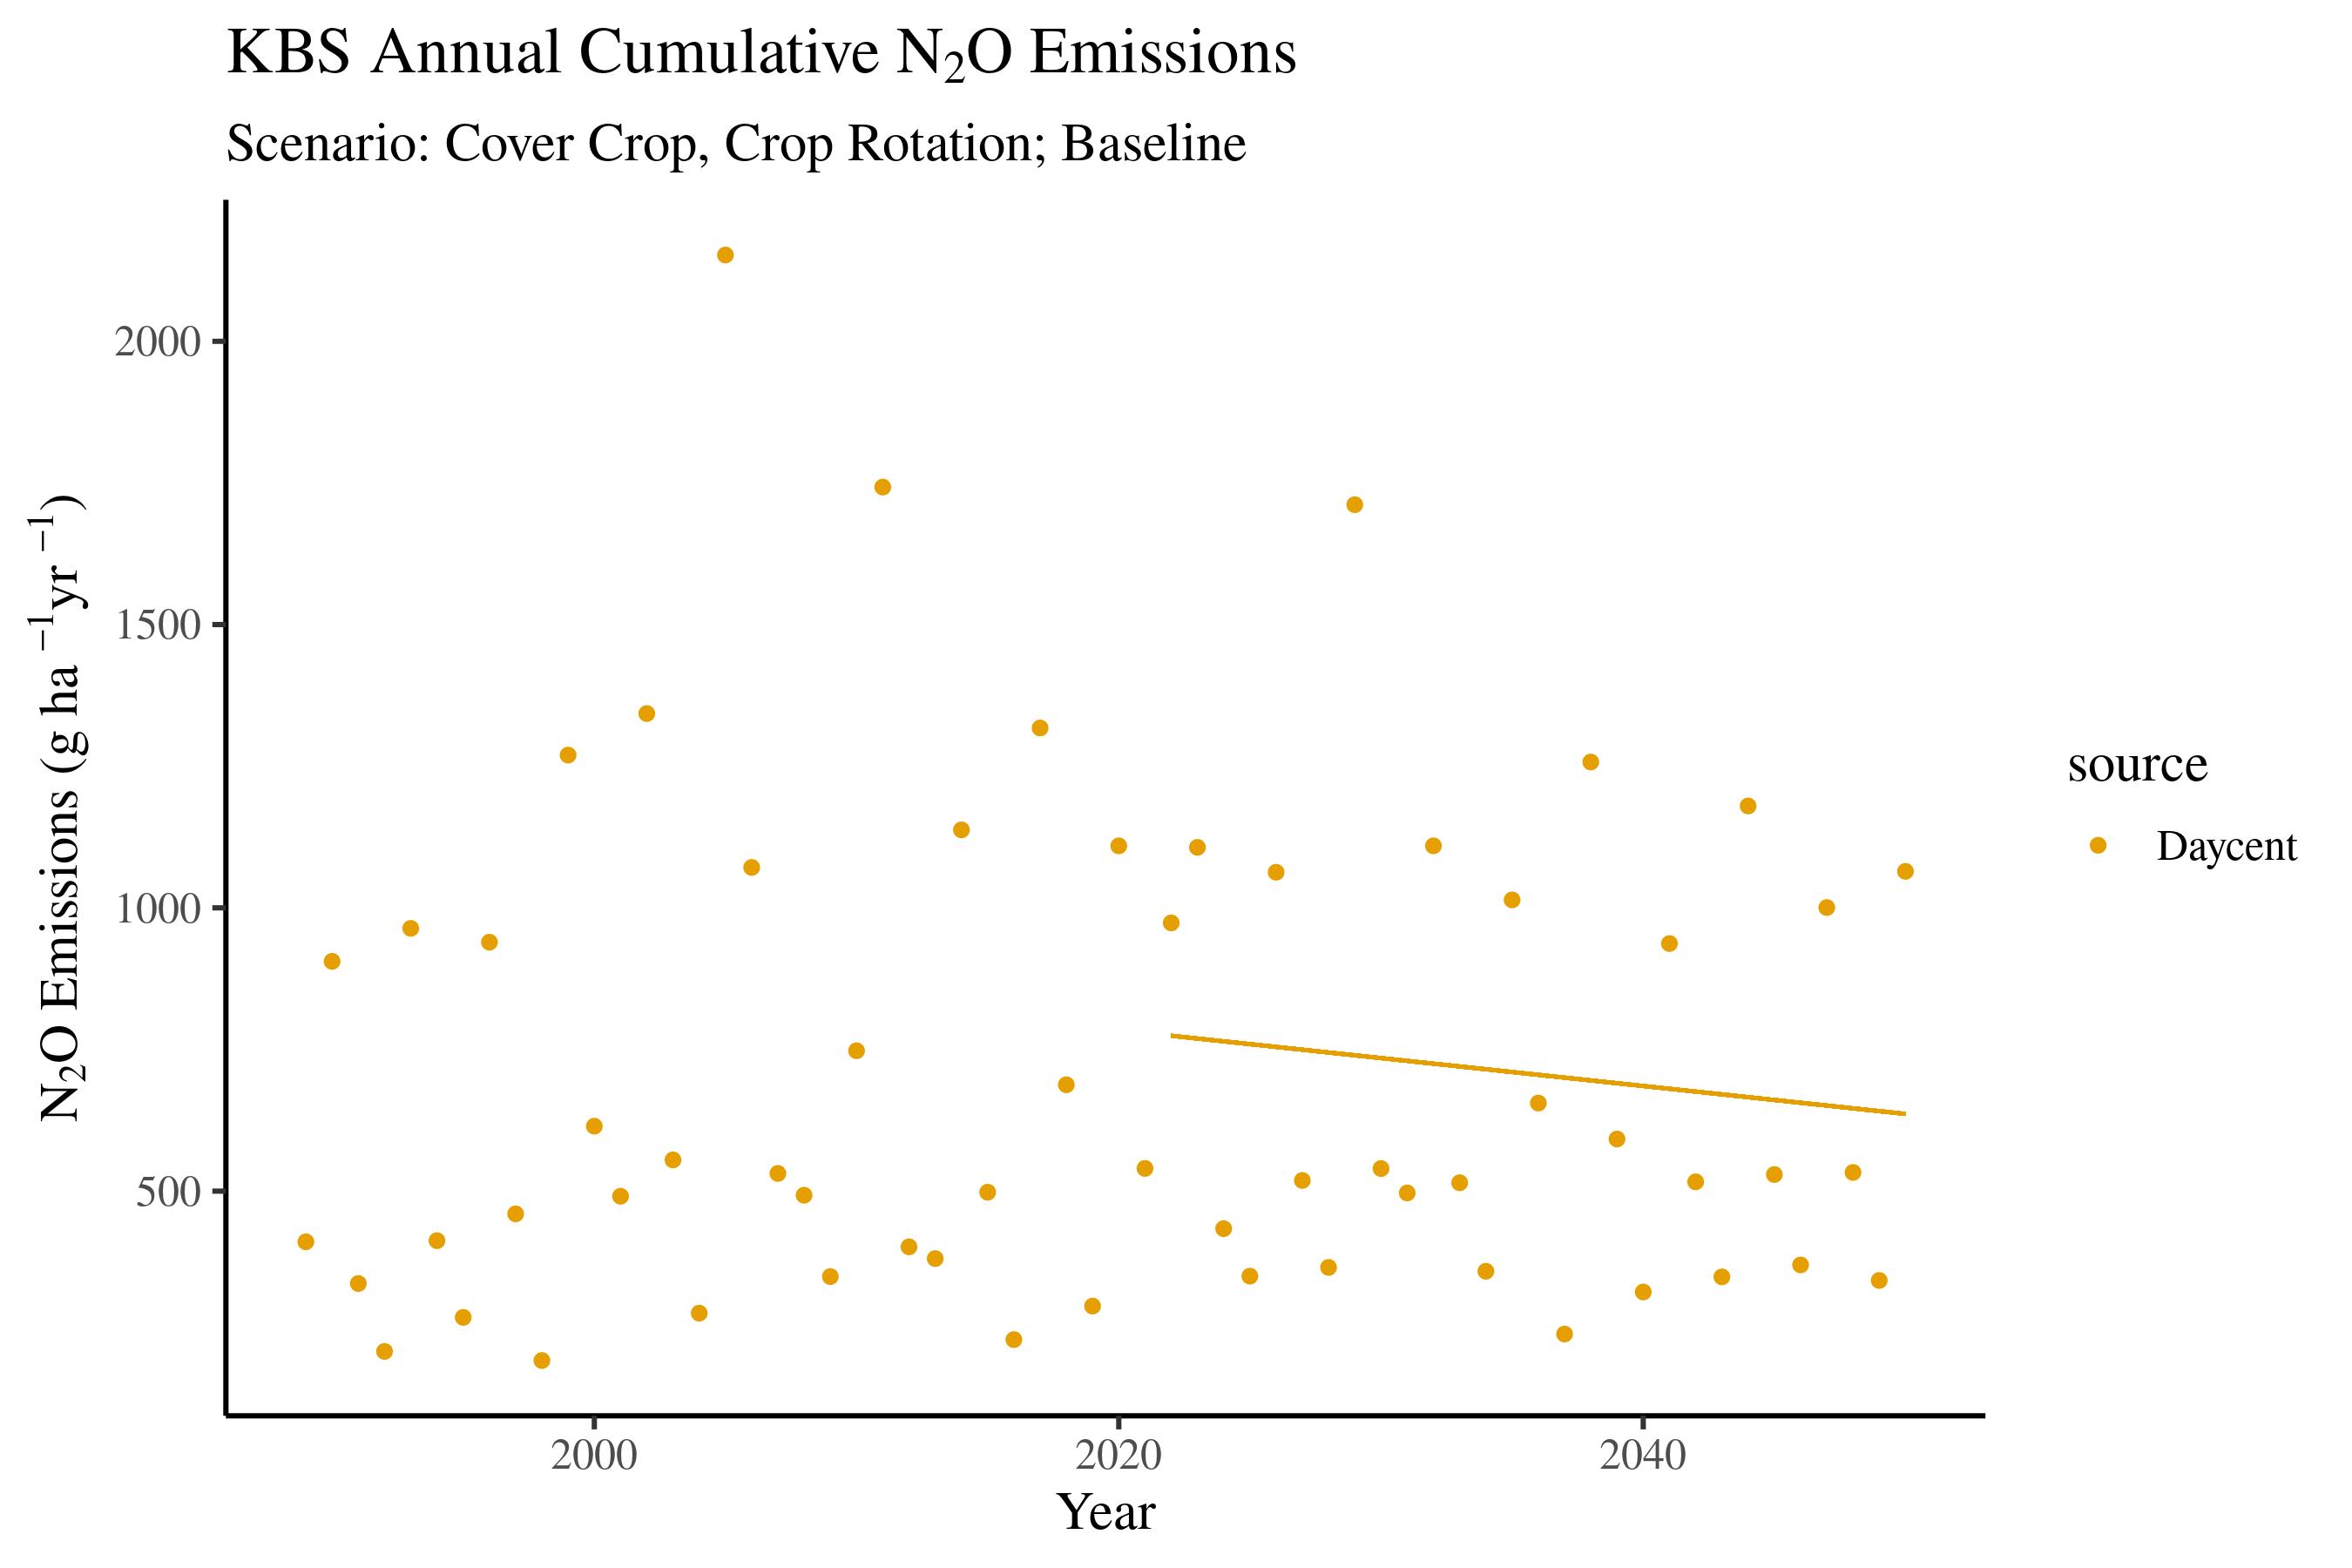 KBS Annual Cumulative N₂O Emissions
Scenario: Cover Crop, Crop Rotation; Baseline
N₂O Emissions (g ha⁻¹yr⁻¹)
2000
1500
1000
500
2000
2020
2040
Year
source
Daycent